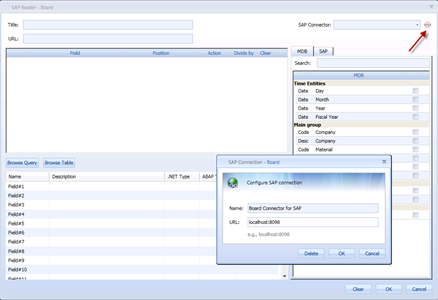 SAP Reader - Board
Title:
SAP Connector:
URL:
Field Position Action Divide by Clear
MDB SAP
Search:
MDB
Time Entities
Date Day
Date Month
Date Year
Date Fiscal Year
Main group
Code Company
Desc Company
Code Material
Browse Query Browse Table
Name Description .NET Type ABAP
Field#1
Field#2
Field#3
Field#4
Field#5
Field#6
Field#7
Field#8
Field#9
Field#10
Field#11
SAP Connection - Board
Configure SAP connection
Name: Board Connector for SAP
URL: localhost:8098
e.g., localhost:8098
Delete OK Cancel
Clear OK Cancel